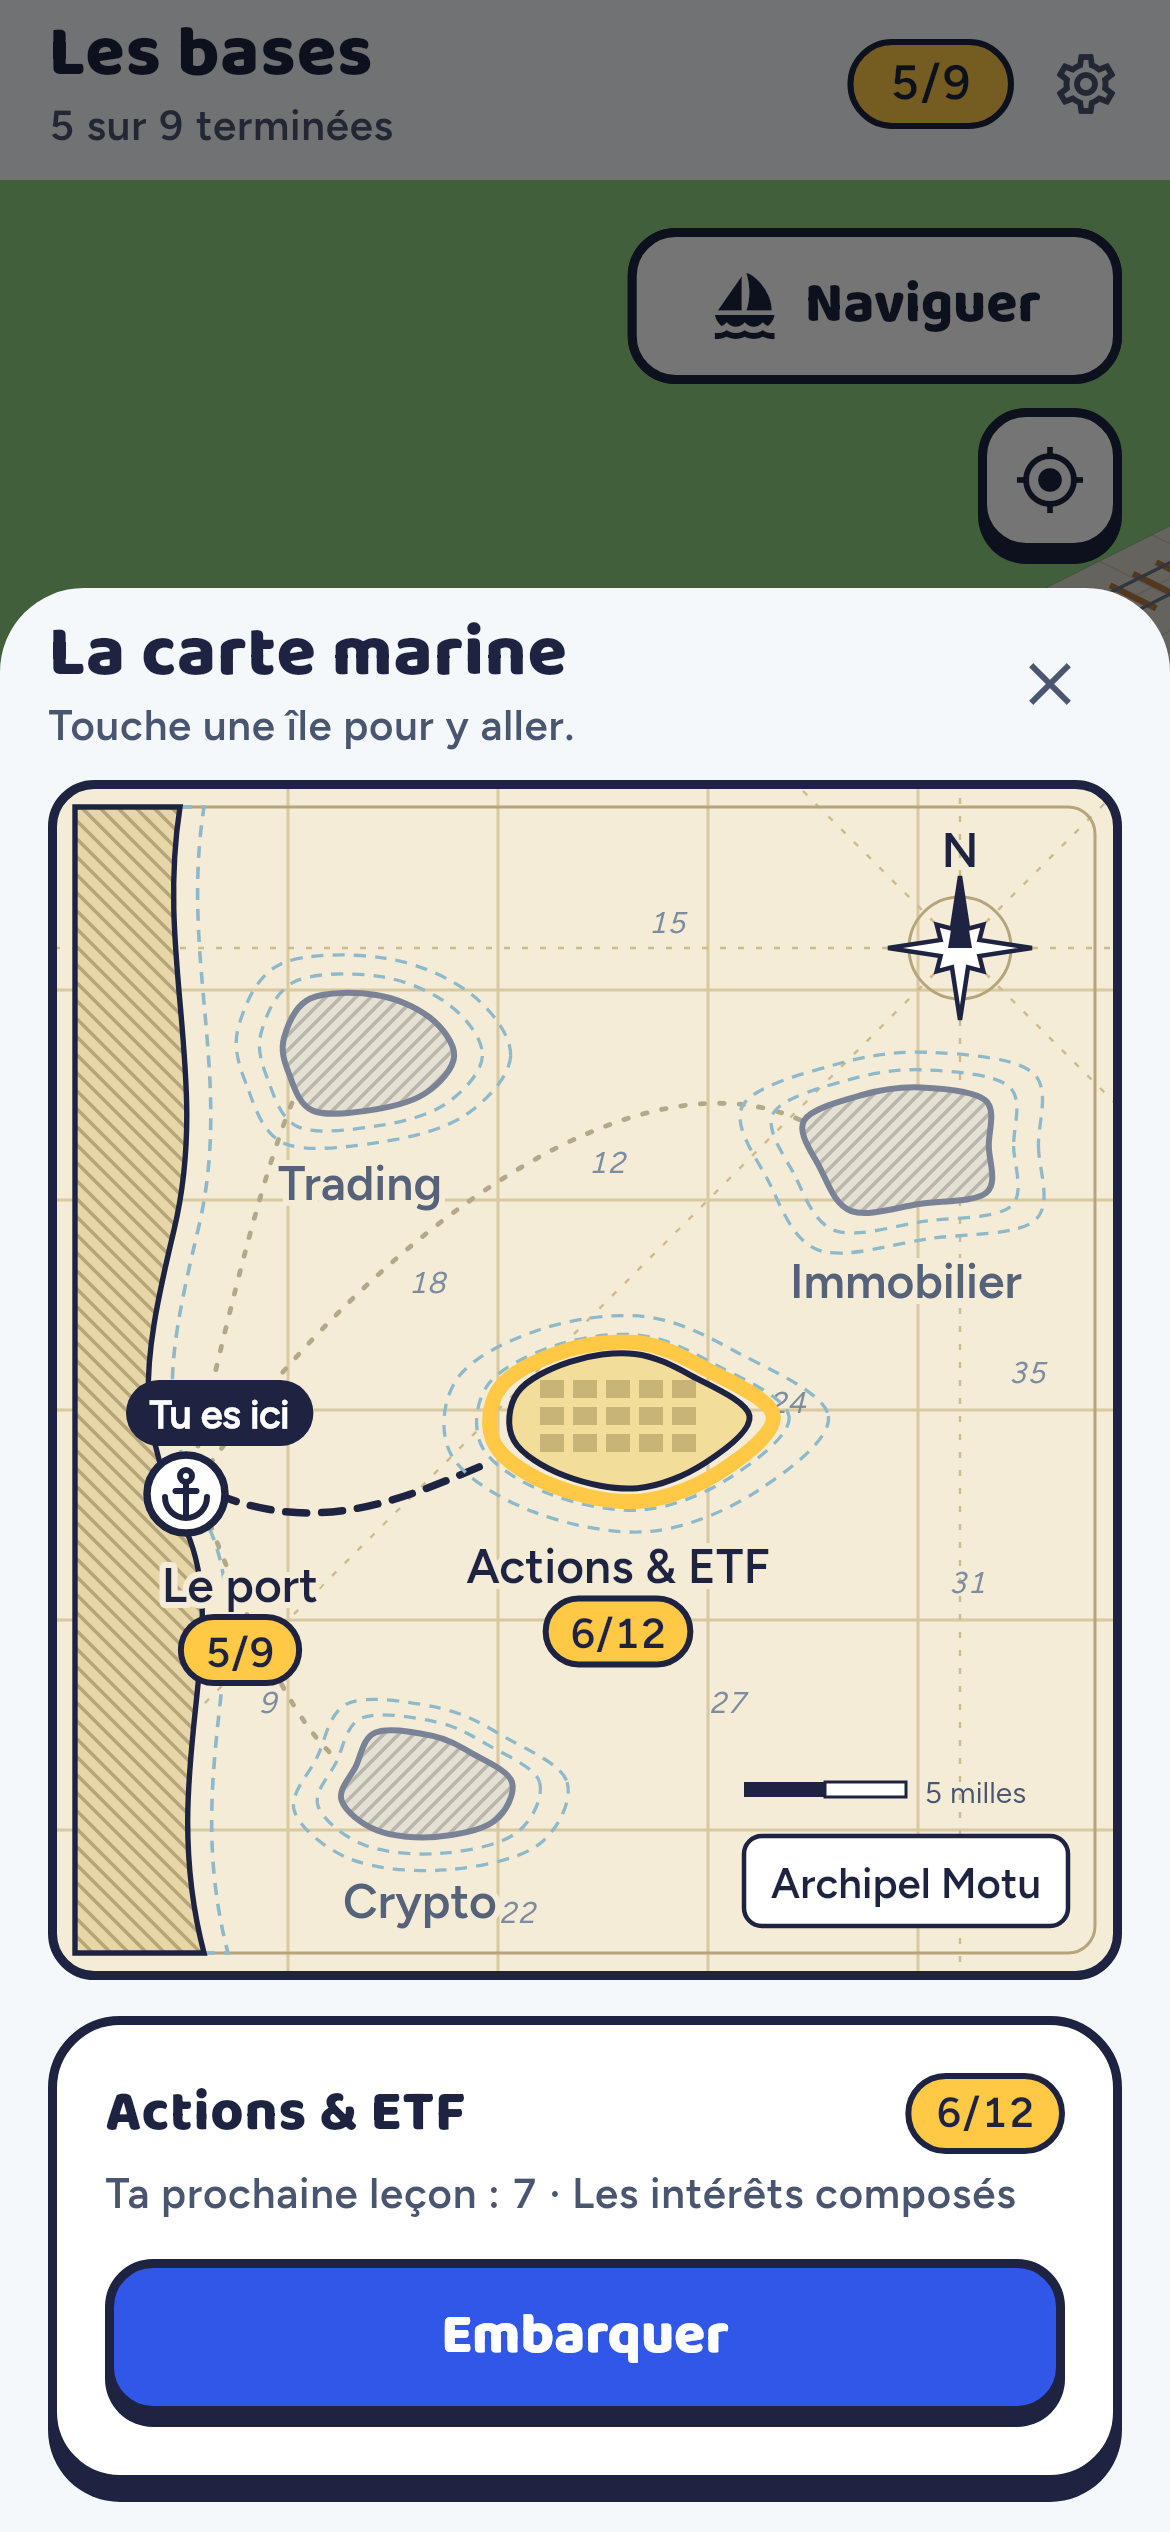 Les bases
5 sur 9 terminées
5/9
Naviguer
La carte marine
Touche une île pour y aller.
N
15
12
Trading
18
Immobilier
35
24
Tu es ici
Actions & ETF
6/12
Le port
5/9
31
9
27
5 milles
Archipel Motu
Crypto
22
Actions & ETF
6/12
Ta prochaine leçon : 7 · Les intérêts composés
Embarquer